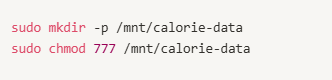 sudo mkdir -p /mnt/calorie-data
sudo chmod 777 /mnt/calorie-data